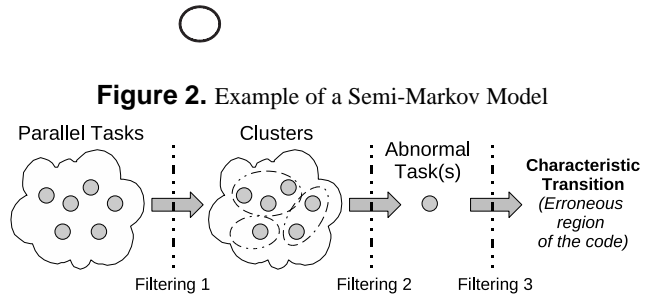 Figure 2. Example of a Semi-Markov Model
Parallel Tasks
Clusters
Abnormal
Task(s)
Characteristic
Transition
(Erroneous
region
of the code)
Filtering 1
Filtering 2
Filtering 3